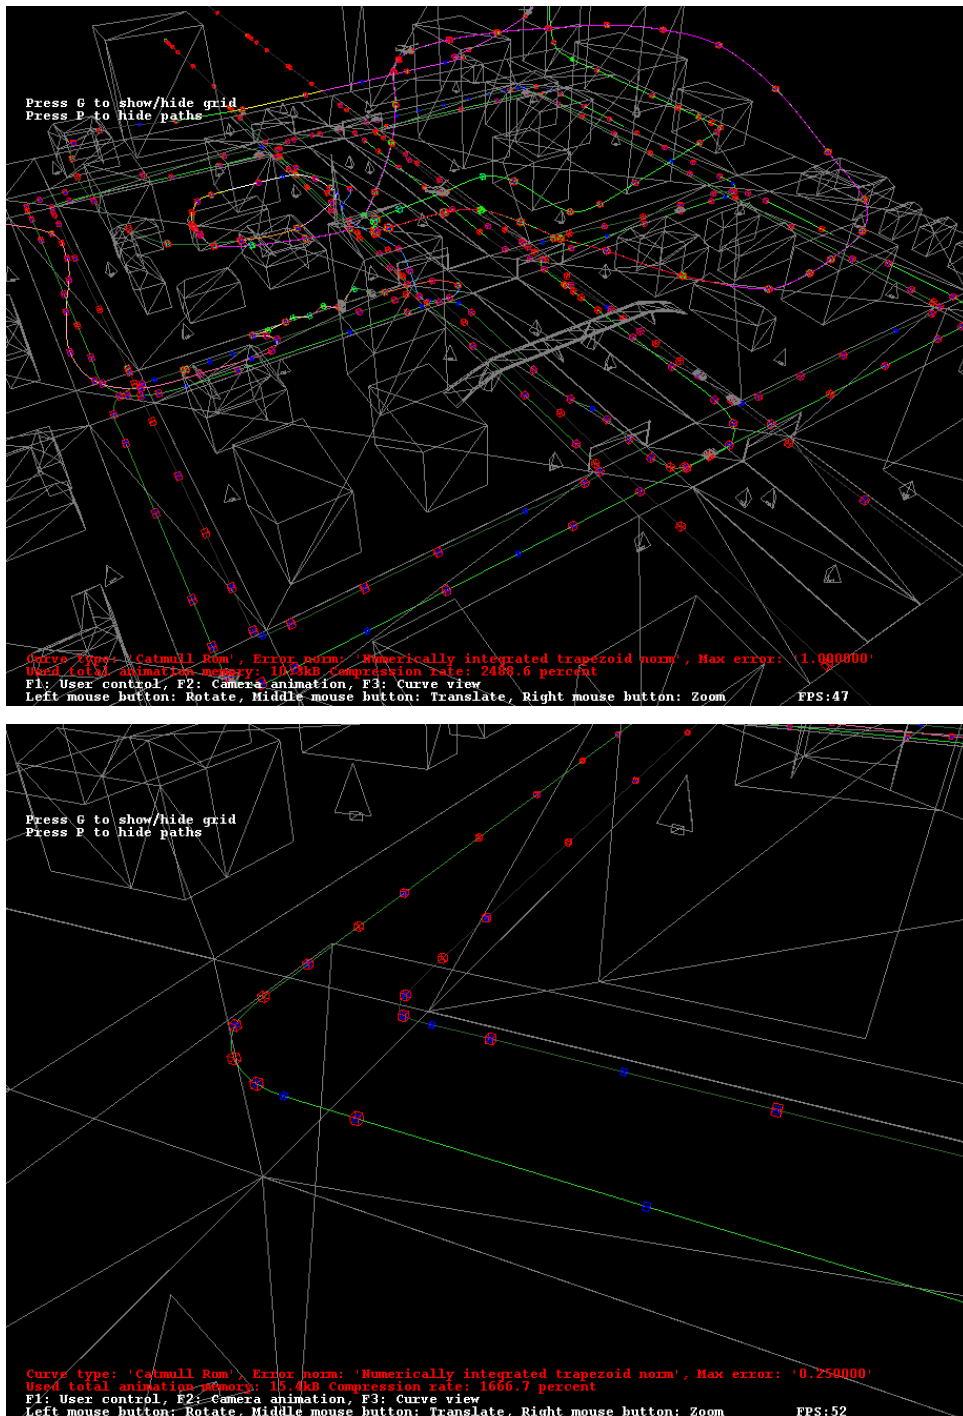 Press G to show/hide grid
Press P to hide paths
Curve type: 'Catmull Rom', Error norm: 'Numerically integrated trapezoid norm', Max error: '1.000000'
Used total animation memory: 10.3kB Compression rate: 2488.6 percent
F1: User control, F2: Camera animation, F3: Curve view
Left mouse button: Rotate, Middle mouse button: Translate, Right mouse button: Zoom FPS:47
Press G to show/hide grid
Press P to hide paths
Curve type: 'Catmull Rom', Error norm: 'Numerically integrated trapezoid norm', Max error: '0.250000'
Used total animation memory: 15.4kB Compression rate: 1666.7 percent
F1: User control, F2: Camera animation, F3: Curve view
Left mouse button: Rotate, Middle mouse button: Translate, Right mouse button: Zoom FPS:52